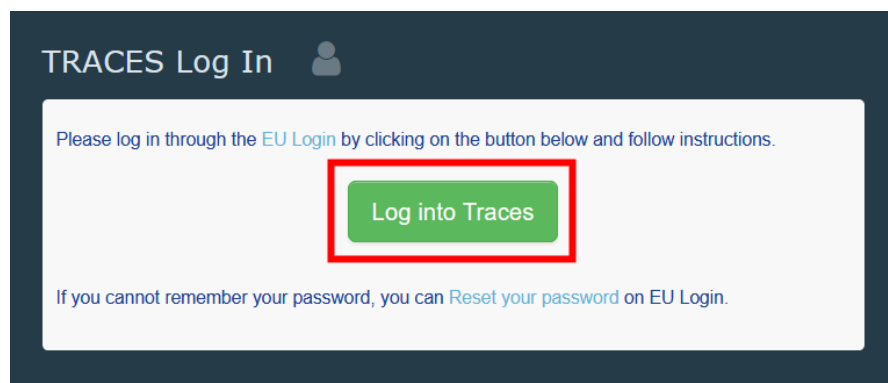 TRACES Log In
Please log in through the EU Login by clicking on the button below and follow instructions.
Log into Traces
If you cannot remember your password, you can Reset your password on EU Login.